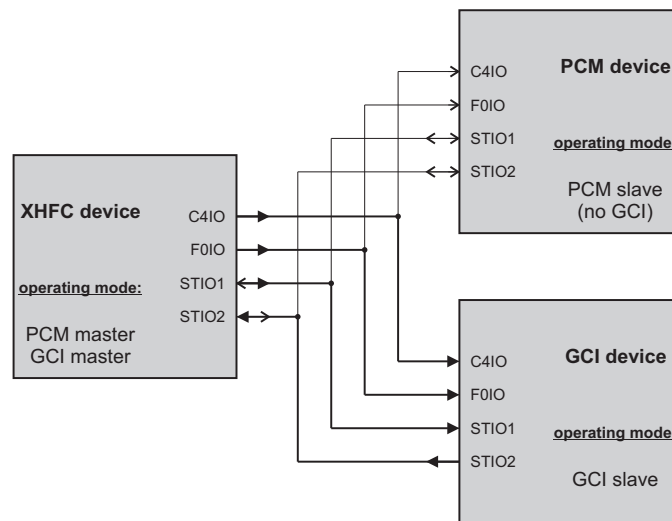 XHFC device
C4IO
F0IO
STIO1
STIO2
operating mode:
PCM master
GCI master
PCM device
C4IO
F0IO
STIO1
STIO2
operating mode
PCM slave
(no GCI)
GCI device
C4IO
F0IO
STIO1
STIO2
operating mode
GCI slave